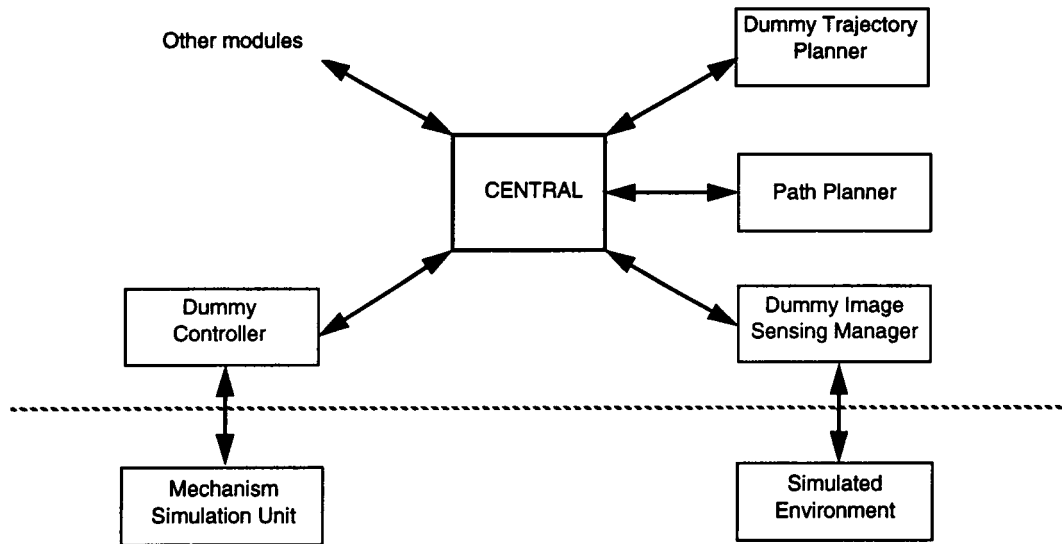 Other modules
Dummy Trajectory
Planner
CENTRAL
Path Planner
Dummy
Controller
Dummy Image
Sensing Manager
Mechanism
Simulation Unit
Simulated
Environment